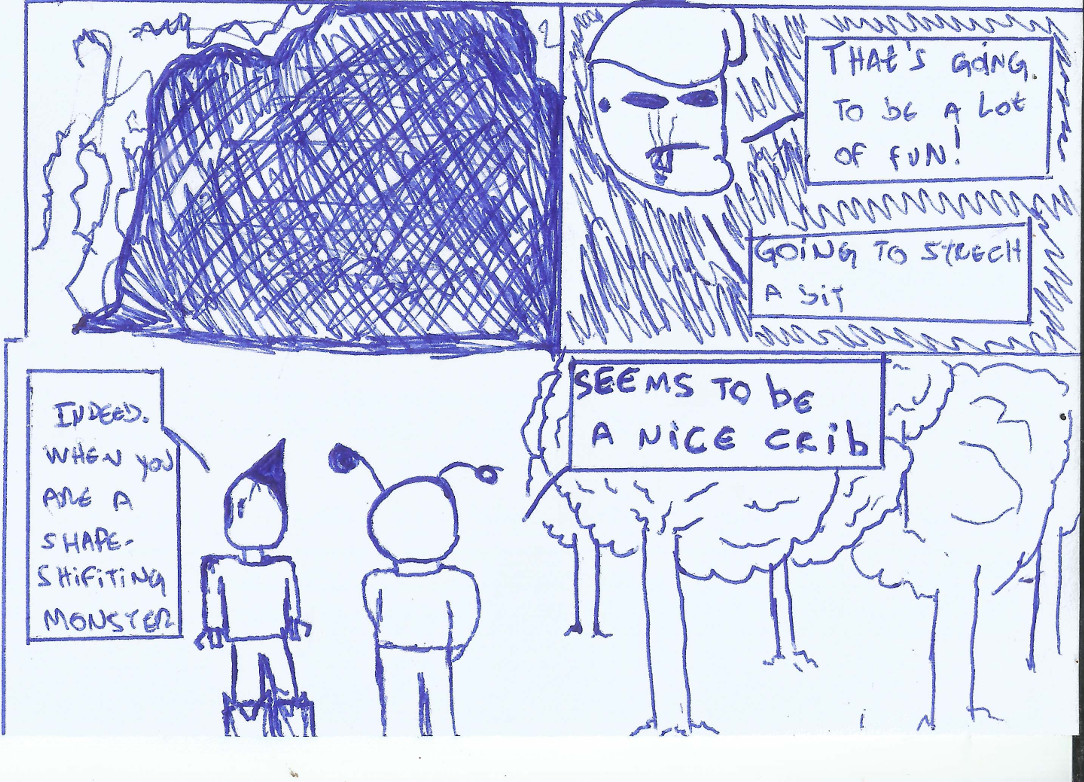 THAT'S GOING.
TO BE A LOT
OF FUN!
GOING TO STRECH
A BIT
SEEMS TO BE
A NICE CRIB
INDEED.
WHEN YOU
ARE A
SHAPE-
SHIFITING
MONSTER